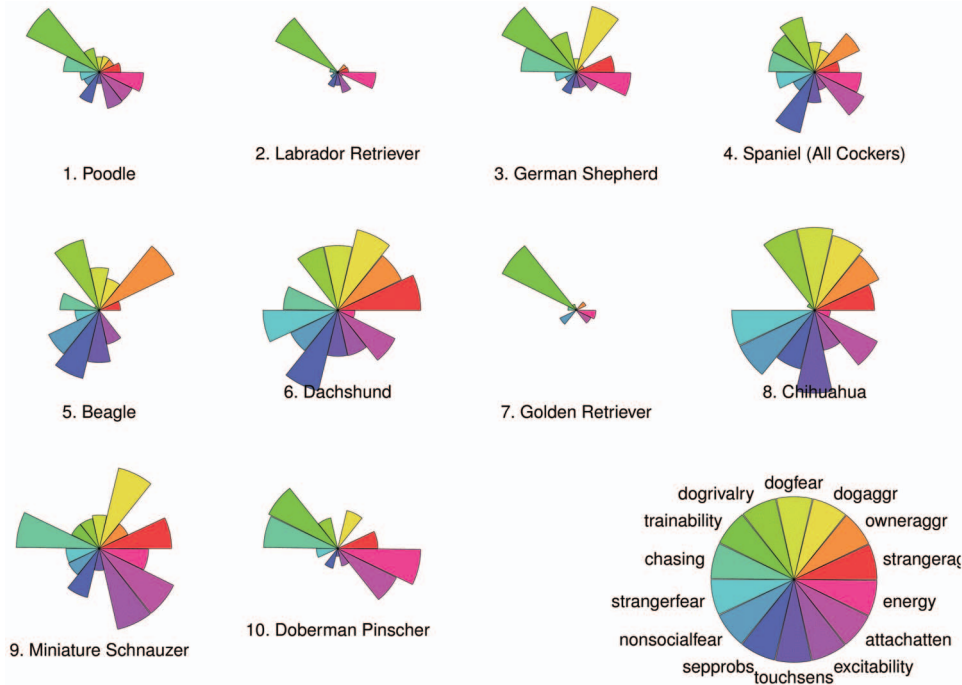 1. Poodle
2. Labrador Retriever
3. German Shepherd
4. Spaniel (All Cockers)
5. Beagle
6. Dachshund
7. Golden Retriever
8. Chihuahua
9. Miniature Schnauzer
10. Doberman Pinscher
dogfear
dogrivalry
dogaggr
trainability
owneraggr
chasing
strangerag
strangerfear
energy
nonsocialfear
attachatten
sepprobs
excitability
touchsens